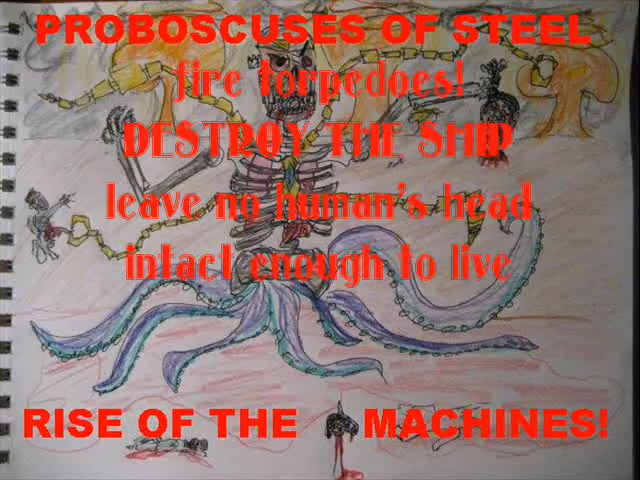 PROBOSCUSES OF STEEL
fire torpedoes!
DESTROY THE SHIP
leave no human's head
intact enough to live
RISE OF THE MACHINES!